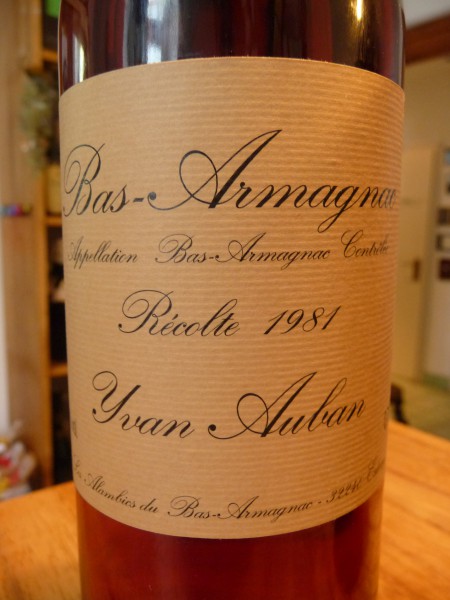 Bas-Armagnac
Appellation Bas-Armagnac Contrôlée
Récolte 1981
Yvan Auban
Les Alambics du Bas-Armagnac - 32240